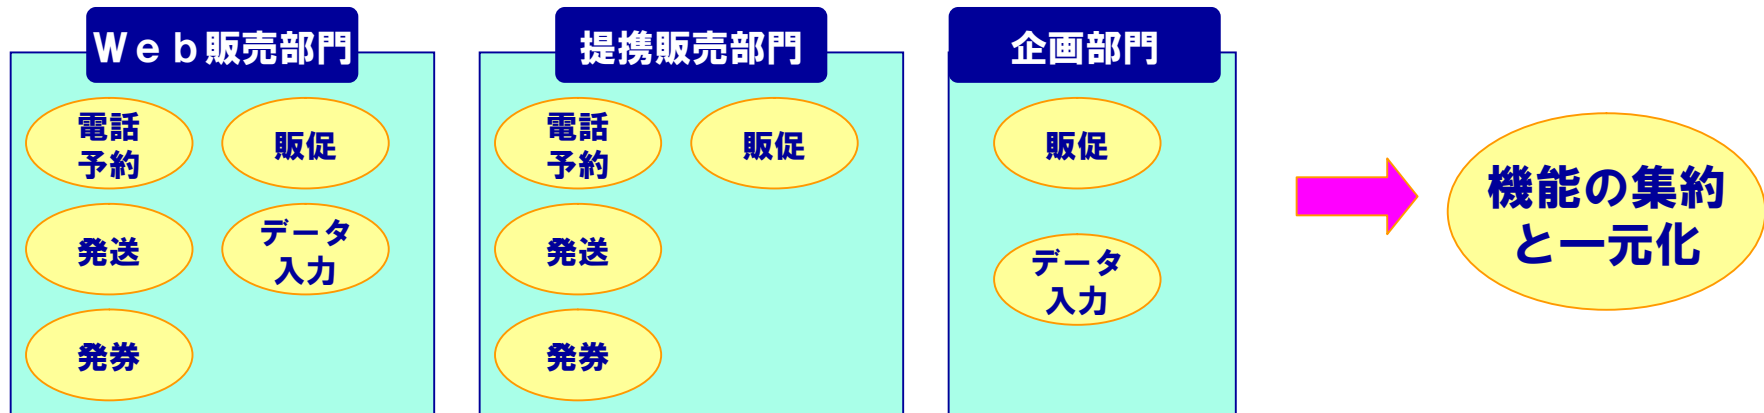 Ｗｅｂ販売部門
電話
予約
販促
発送
データ
入力
発券
提携販売部門
電話
予約
販促
発送
発券
企画部門
販促
データ
入力
機能の集約
と一元化